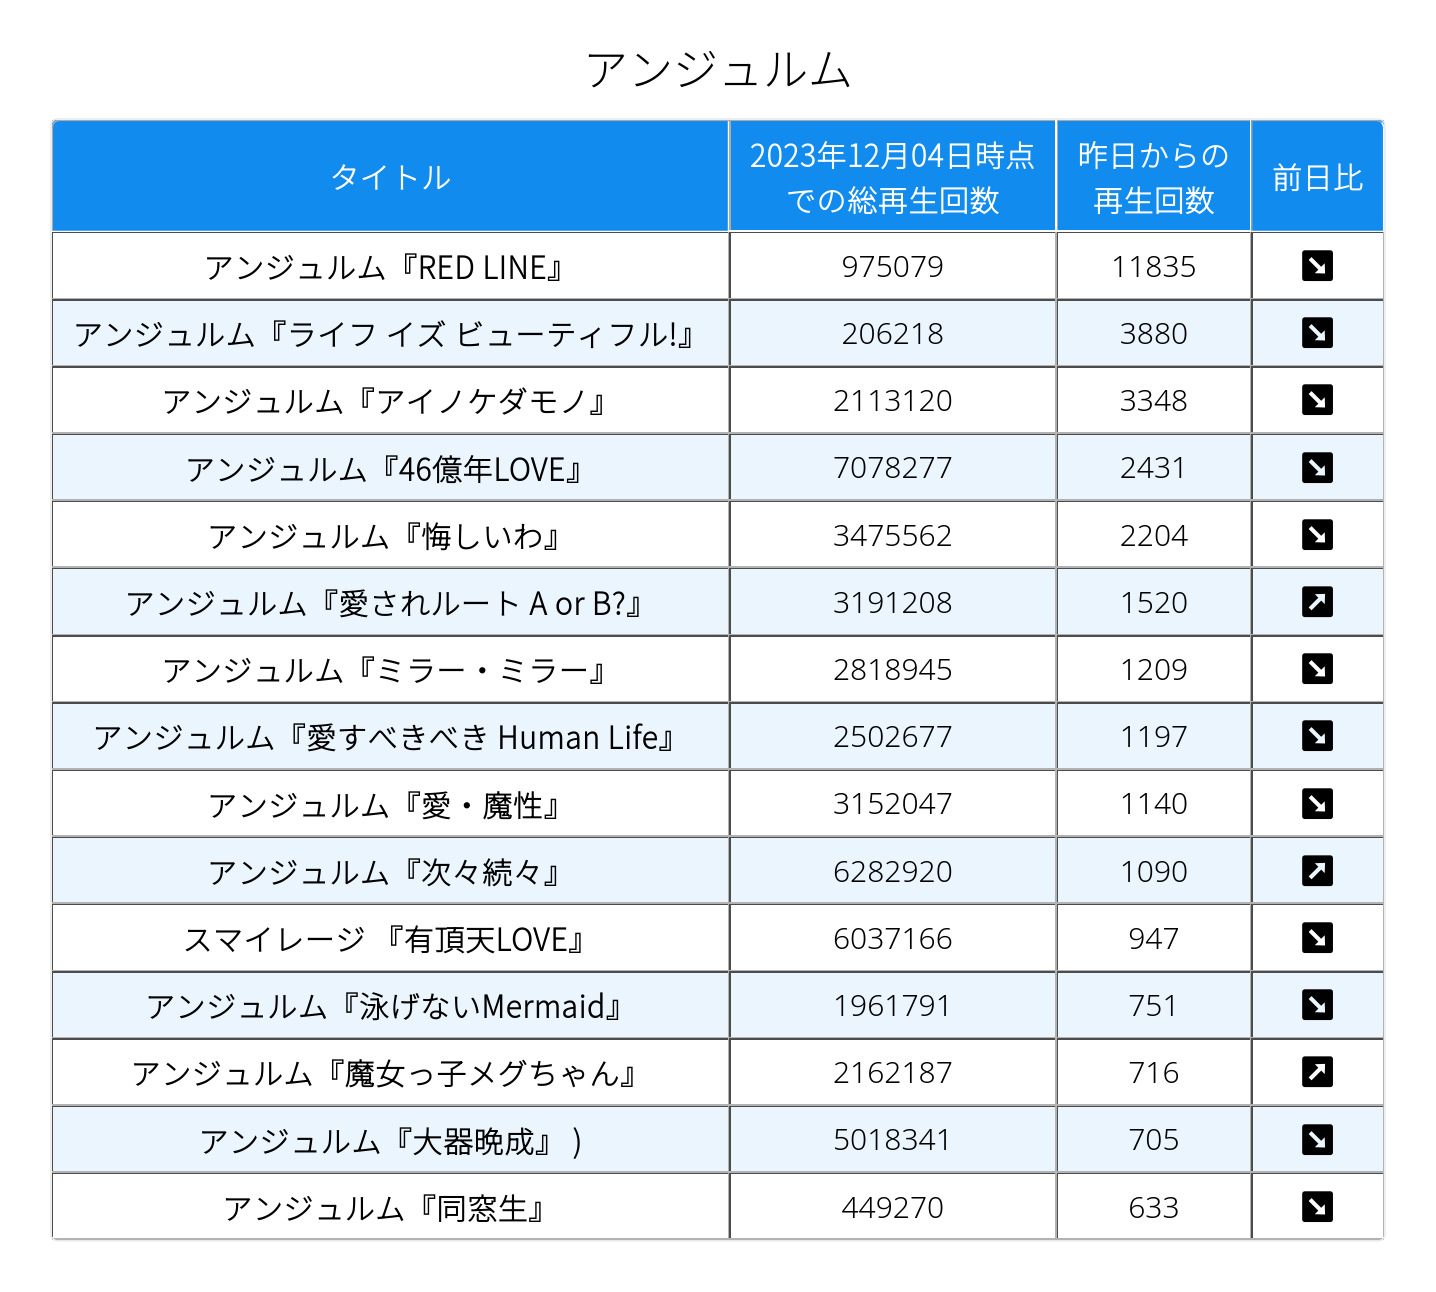 アンジュルム
タイトル 2023年12月04日時点での総再生回数 昨日からの再生回数 前日比
アンジュルム『RED LINE』 975079 11835 ↘
アンジュルム『ライフ イズ ビューティフル!』 206218 3880 ↘
アンジュルム『アイノケダモノ』 2113120 3348 ↘
アンジュルム『46億年LOVE』 7078277 2431 ↘
アンジュルム『悔しいわ』 3475562 2204 ↘
アンジュルム『愛されルート A or B?』 3191208 1520 ↗
アンジュルム『ミラー・ミラー』 2818945 1209 ↘
アンジュルム『愛すべきべき Human Life』 2502677 1197 ↘
アンジュルム『愛・魔性』 3152047 1140 ↘
アンジュルム『次々続々』 6282920 1090 ↗
スマイレージ 『有頂天LOVE』 6037166 947 ↘
アンジュルム『泳げないMermaid』 1961791 751 ↘
アンジュルム『魔女っ子メグちゃん』 2162187 716 ↗
アンジュルム『大器晩成』 ) 5018341 705 ↘
アンジュルム『同窓生』 449270 633 ↘